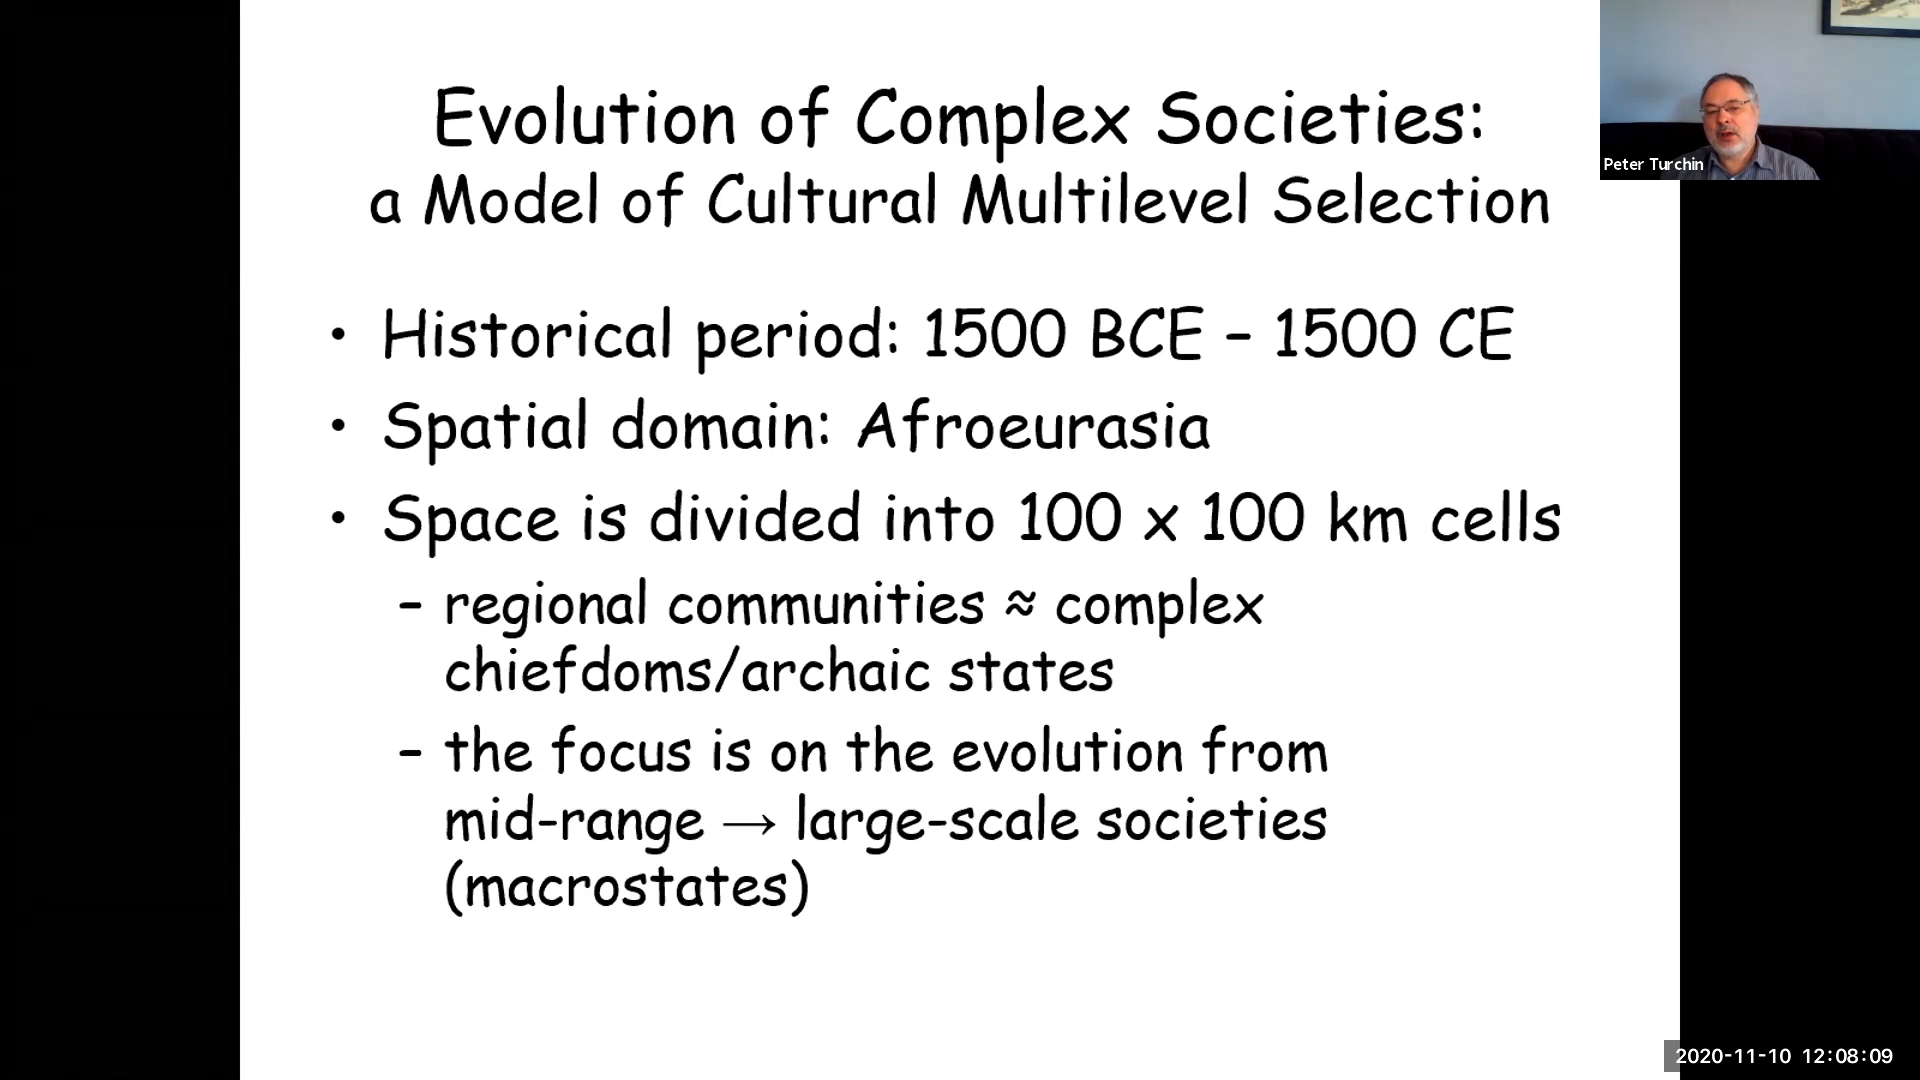 Evolution of Complex Societies:
a Model of Cultural Multilevel Selection
• Historical period: 1500 BCE – 1500 CE
• Spatial domain: Afroeurasia
• Space is divided into 100 x 100 km cells
– regional communities ≈ complex
chiefdoms/archaic states
– the focus is on the evolution from
mid-range → large-scale societies
(macrostates)
Peter Turchin
2020-11-10 12:08:09